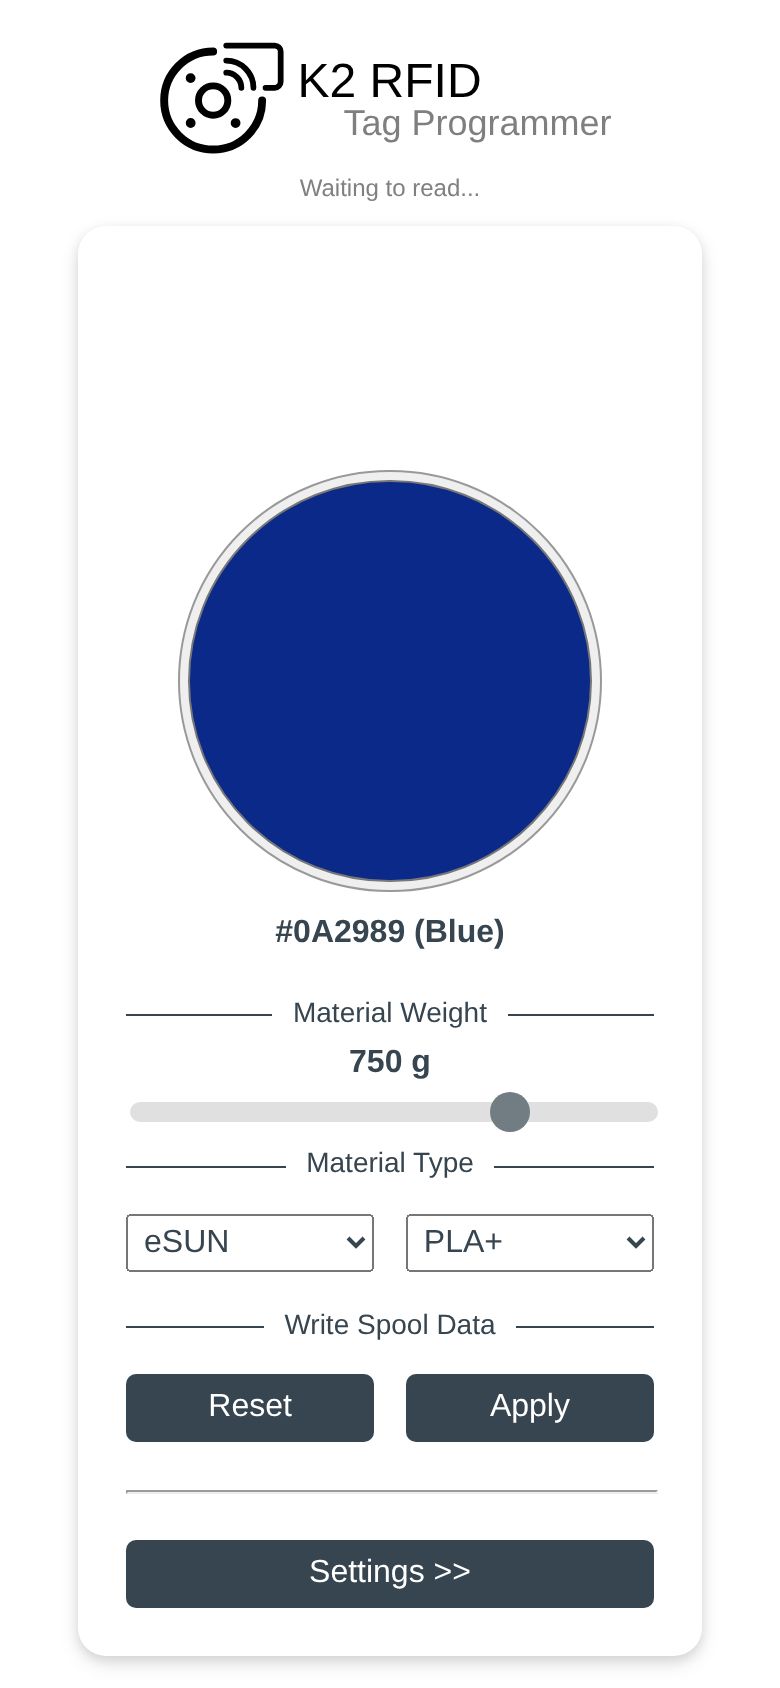 K2 RFID
Tag Programmer
Waiting to read...
#0A2989 (Blue)
Material Weight
750 g
Material Type
eSUN PLA+
Write Spool Data
Reset Apply
Settings >>